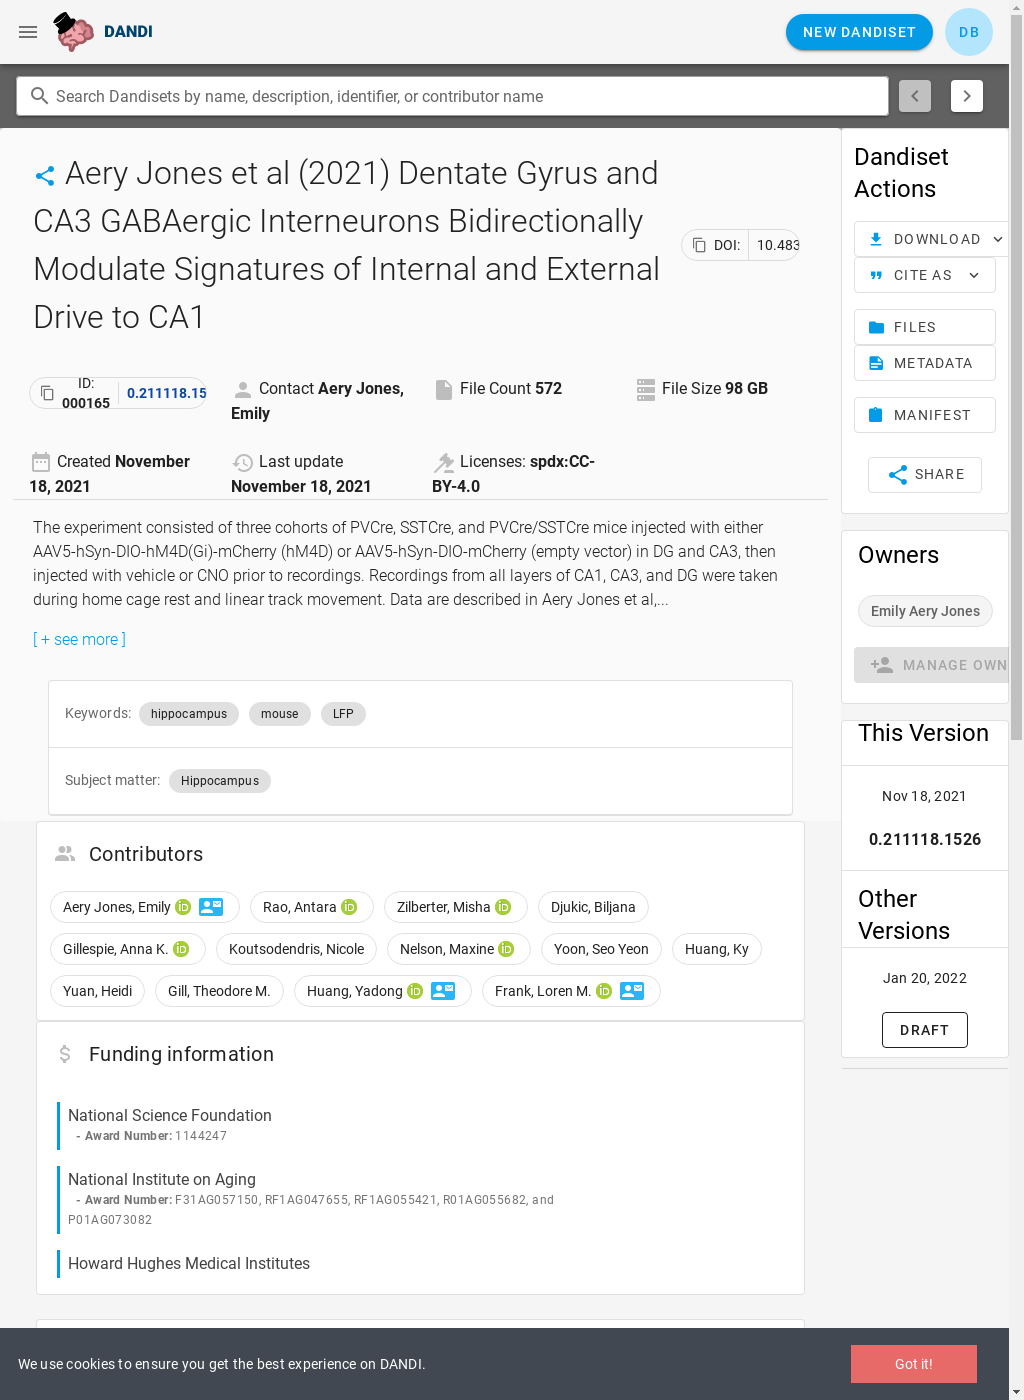 DANDI
NEW DANDISET
DB
Search Dandisets by name, description, identifier, or contributor name
Aery Jones et al (2021) Dentate Gyrus and
CA3 GABAergic Interneurons Bidirectionally
Modulate Signatures of Internal and External
Drive to CA1
DOI: 10.483
ID: 000165 0.211118.15
Contact Aery Jones, Emily
File Count 572
File Size 98 GB
Created November 18, 2021
Last update November 18, 2021
Licenses: spdx:CC-BY-4.0
The experiment consisted of three cohorts of PVCre, SSTCre, and PVCre/SSTCre mice injected with either
AAV5-hSyn-DIO-hM4D(Gi)-mCherry (hM4D) or AAV5-hSyn-DIO-mCherry (empty vector) in DG and CA3, then
injected with vehicle or CNO prior to recordings. Recordings from all layers of CA1, CA3, and DG were taken
during home cage rest and linear track movement. Data are described in Aery Jones et al,...
[ + see more ]
Keywords: hippocampus mouse LFP
Subject matter: Hippocampus
Contributors
Aery Jones, Emily iD Rao, Antara iD Zilberter, Misha iD Djukic, Biljana
Gillespie, Anna K. iD Koutsodendris, Nicole Nelson, Maxine iD Yoon, Seo Yeon Huang, Ky
Yuan, Heidi Gill, Theodore M. Huang, Yadong iD Frank, Loren M. iD
Funding information
National Science Foundation
- Award Number: 1144247
National Institute on Aging
- Award Number: F31AG057150, RF1AG047655, RF1AG055421, R01AG055682, and
P01AG073082
Howard Hughes Medical Institutes
Dandiset
Actions
DOWNLOAD
CITE AS
FILES
METADATA
MANIFEST
SHARE
Owners
Emily Aery Jones
MANAGE OWN
This Version
Nov 18, 2021
0.211118.1526
Other
Versions
Jan 20, 2022
DRAFT
We use cookies to ensure you get the best experience on DANDI.
Got it!